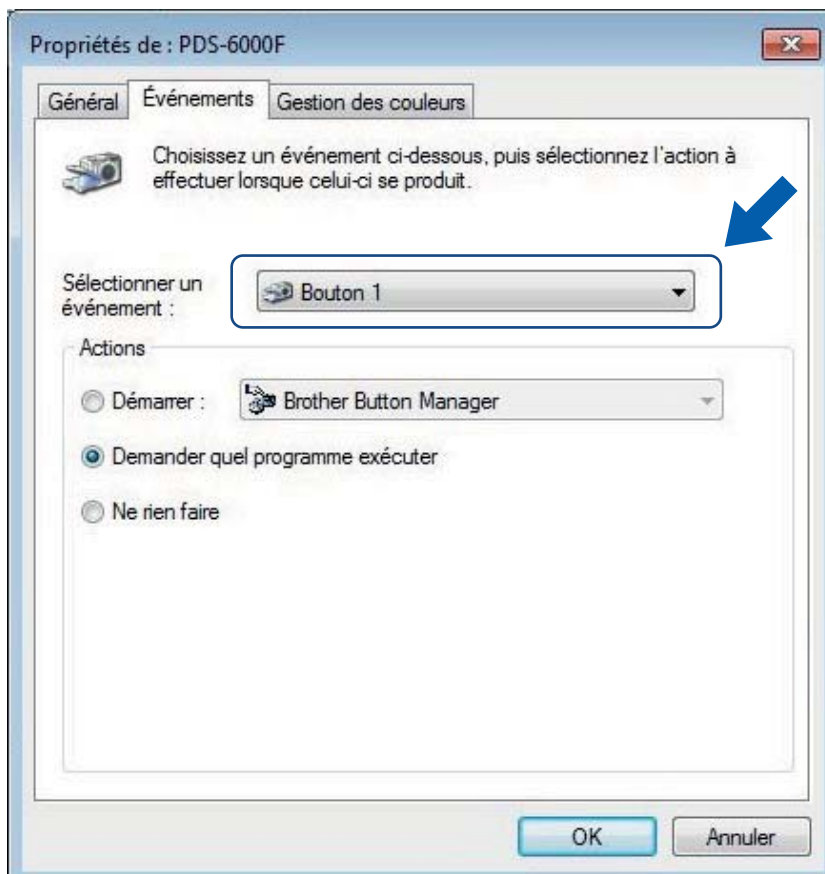 Propriétés de : PDS-6000F
Général Événements Gestion des couleurs
Choisissez un événement ci-dessous, puis sélectionnez l'action à
effectuer lorsque celui-ci se produit.
Sélectionner un
événement :
Bouton 1
Actions
Démarrer : Brother Button Manager
Demander quel programme exécuter
Ne rien faire
OK Annuler